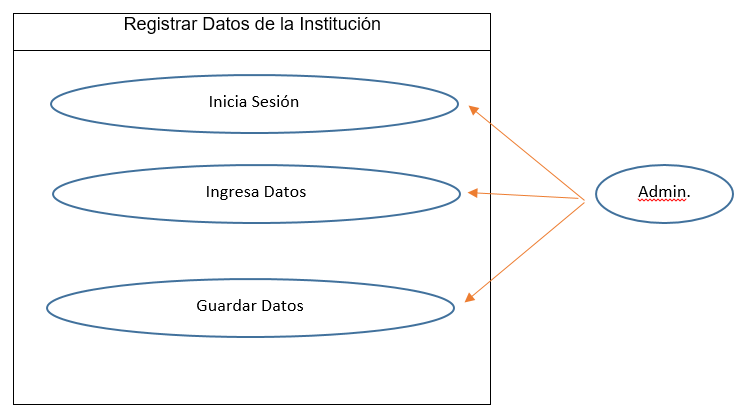 Registrar Datos de la Institución
Inicia Sesión
Ingresa Datos
Admin.
Guardar Datos